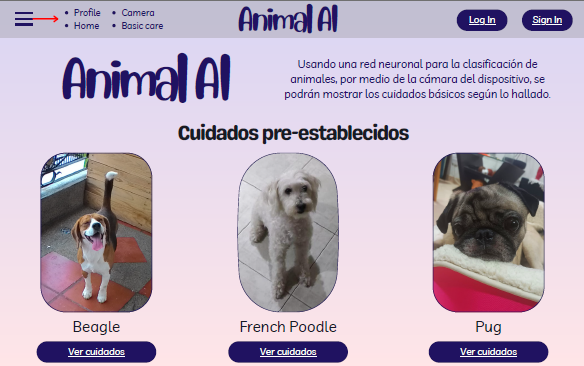 Profile
Home
Camera
Basic care
Animal AI
Log In
Sign In
Animal AI
Usando una red neuronal para la clasificación de
animales, por medio de la cámara del dispositivo, se
podrán mostrar los cuidados básicos según lo hallado.
Cuidados pre-establecidos
Beagle
French Poodle
Pug
Ver cuidados
Ver cuidados
Ver cuidados